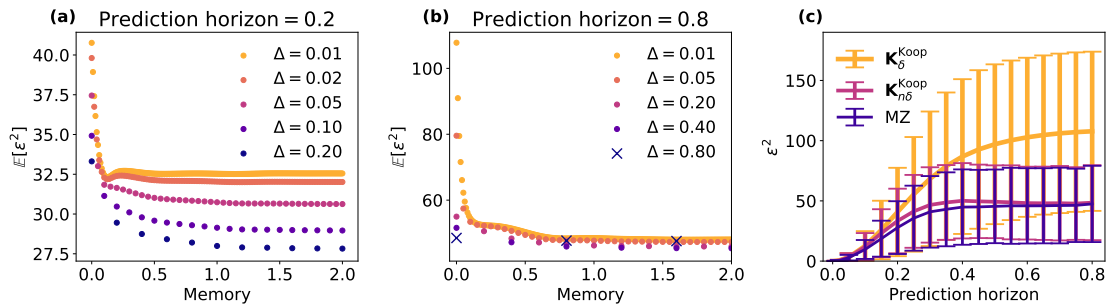 (a)
Prediction horizon = 0.2
40.0
37.5
35.0
32.5
30.0
27.5
𝔼[ε²]
0.0 0.5 1.0 1.5 2.0
Memory
Δ = 0.01
Δ = 0.02
Δ = 0.05
Δ = 0.10
Δ = 0.20
(b)
Prediction horizon = 0.8
100
80
60
𝔼[ε²]
0.0 0.5 1.0 1.5 2.0
Memory
Δ = 0.01
Δ = 0.05
Δ = 0.20
Δ = 0.40
Δ = 0.80
(c)
150
100
50
0
ε²
0.0 0.2 0.4 0.6 0.8
Prediction horizon
K_δ^Koop
K_nδ^Koop
MZ